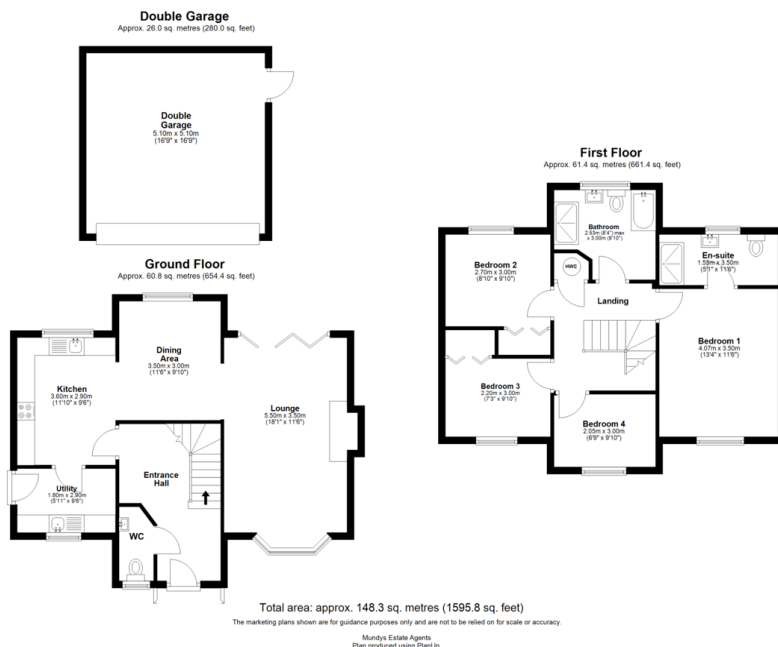 Double Garage
Approx. 26.0 sq. metres (280.0 sq. feet)
Double
Garage
5.10m x 5.10m
(16'9" x 16'9")
Ground Floor
Approx. 60.8 sq. metres (654.4 sq. feet)
Dining
Area
3.50m x 3.00m
(11'6" x 9'10")
Kitchen
3.60m x 2.90m
(11'10" x 9'6")
Lounge
5.50m x 3.50m
(18'1" x 11'6")
Entrance
Hall
Utility
1.80m x 2.90m
(5'11" x 9'6")
WC
First Floor
Approx. 61.4 sq. metres (661.4 sq. feet)
Bathroom
2.53m (8'4") max
x 3.00m (9'10")
En-suite
1.55m x 3.50m
(5'1" x 11'6")
Bedroom 2
2.70m x 3.00m
(8'10" x 9'10")
HWC
Landing
Bedroom 1
4.07m x 3.50m
(13'4" x 11'6")
Bedroom 3
2.20m x 3.00m
(7'3" x 9'10")
Bedroom 4
2.05m x 3.00m
(6'9" x 9'10")
Total area: approx. 148.3 sq. metres (1595.8 sq. feet)
The marketing plans shown are for guidance purposes only and are not to be relied on for scale or accuracy.
Mundys Estate Agents
Plan produced using PlanUp.